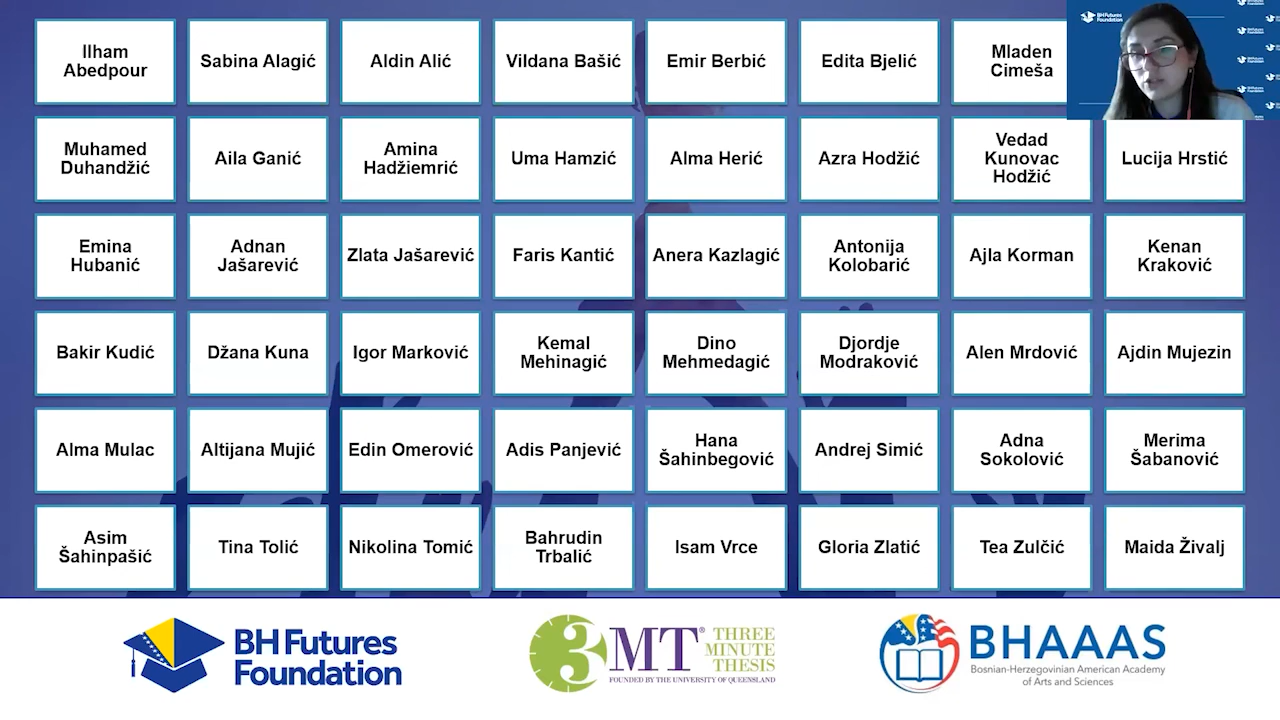 Ilham
Abedpour
Sabina Alagić
Aldin Alić
Vildana Bašić
Emir Berbić
Edita Bjelić
Mladen
Cimeša
BH Futures
Foundation
Muhamed
Duhandžić
Aila Ganić
Amina
Hadžiemrić
Uma Hamzić
Alma Herić
Azra Hodžić
Vedad
Kunovac
Hodžić
Lucija Hrstić
Emina
Hubanić
Adnan
Jašarević
Zlata Jašarević
Faris Kantić
Anera Kazlagić
Antonija
Kolobarić
Ajla Korman
Kenan
Kraković
Bakir Kudić
Džana Kuna
Igor Marković
Kemal
Mehinagić
Dino
Mehmedagić
Djordje
Modraković
Alen Mrdović
Ajdin Mujezin
Alma Mulac
Altijana Mujić
Edin Omerović
Adis Panjević
Hana
Šahinbegović
Andrej Simić
Adna
Sokolović
Merima
Šabanović
Asim
Šahinpašić
Tina Tolić
Nikolina Tomić
Bahrudin
Trbalić
Isam Vrce
Gloria Zlatić
Tea Zulčić
Maida Živalj
BH Futures
Foundation
3MT® THREE
MINUTE
THESIS
FOUNDED BY THE UNIVERSITY OF QUEENSLAND
BHAAAS
Bosnian-Herzegovinian American Academy
of Arts and Sciences